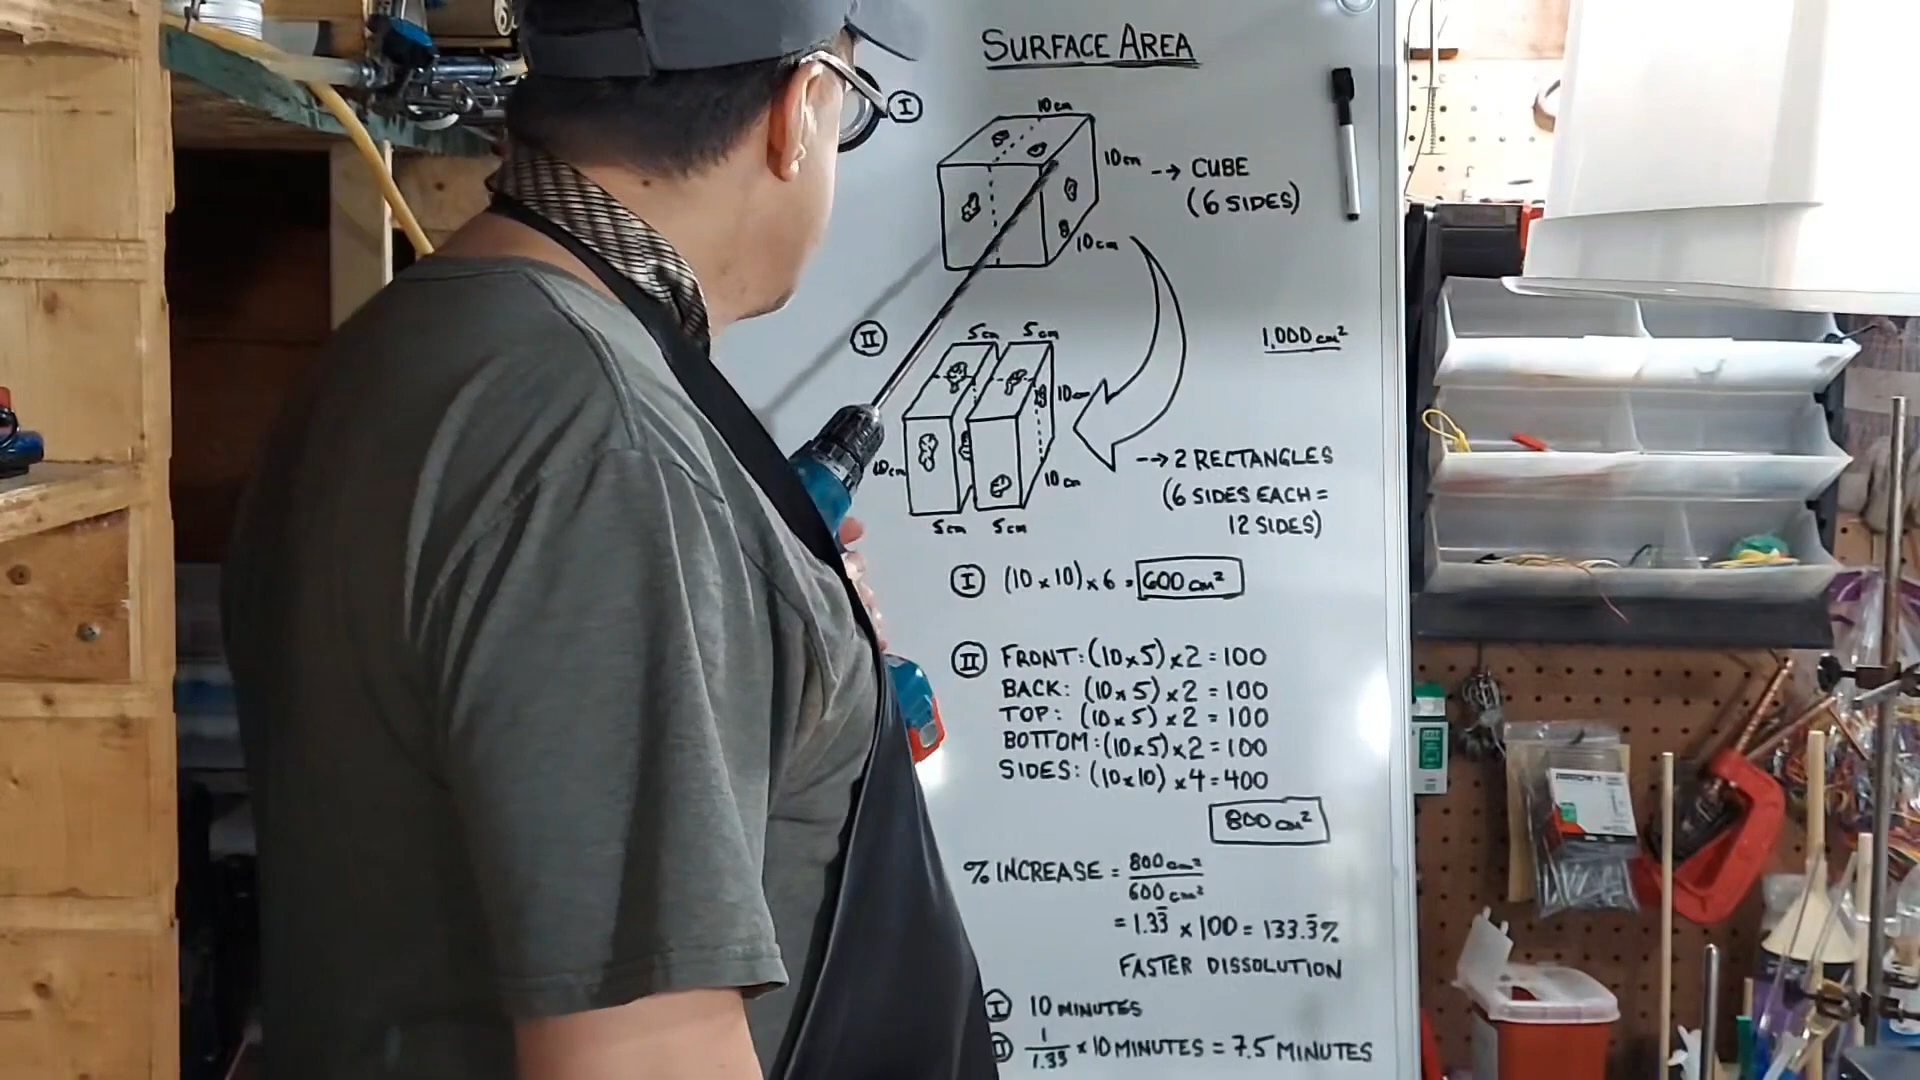 SURFACE AREA
I
10cm
10cm → CUBE
(6 SIDES)
10cm
II
5cm 5cm
1,000 cm²
10cm
10cm
10cm
5cm 5cm
→ 2 RECTANGLES
(6 SIDES EACH =
12 SIDES)
I (10 x 10) x 6 = 600 cm²
II FRONT: (10 x 5) x 2 = 100
BACK: (10 x 5) x 2 = 100
TOP: (10 x 5) x 2 = 100
BOTTOM: (10 x 5) x 2 = 100
SIDES: (10 x 10) x 4 = 400
800 cm²
% INCREASE = 800 cm² / 600 cm²
= 1.33̅ x 100 = 133.3̅%
FASTER DISSOLUTION
I 10 MINUTES
II 1/1.33 x 10 MINUTES = 7.5 MINUTES